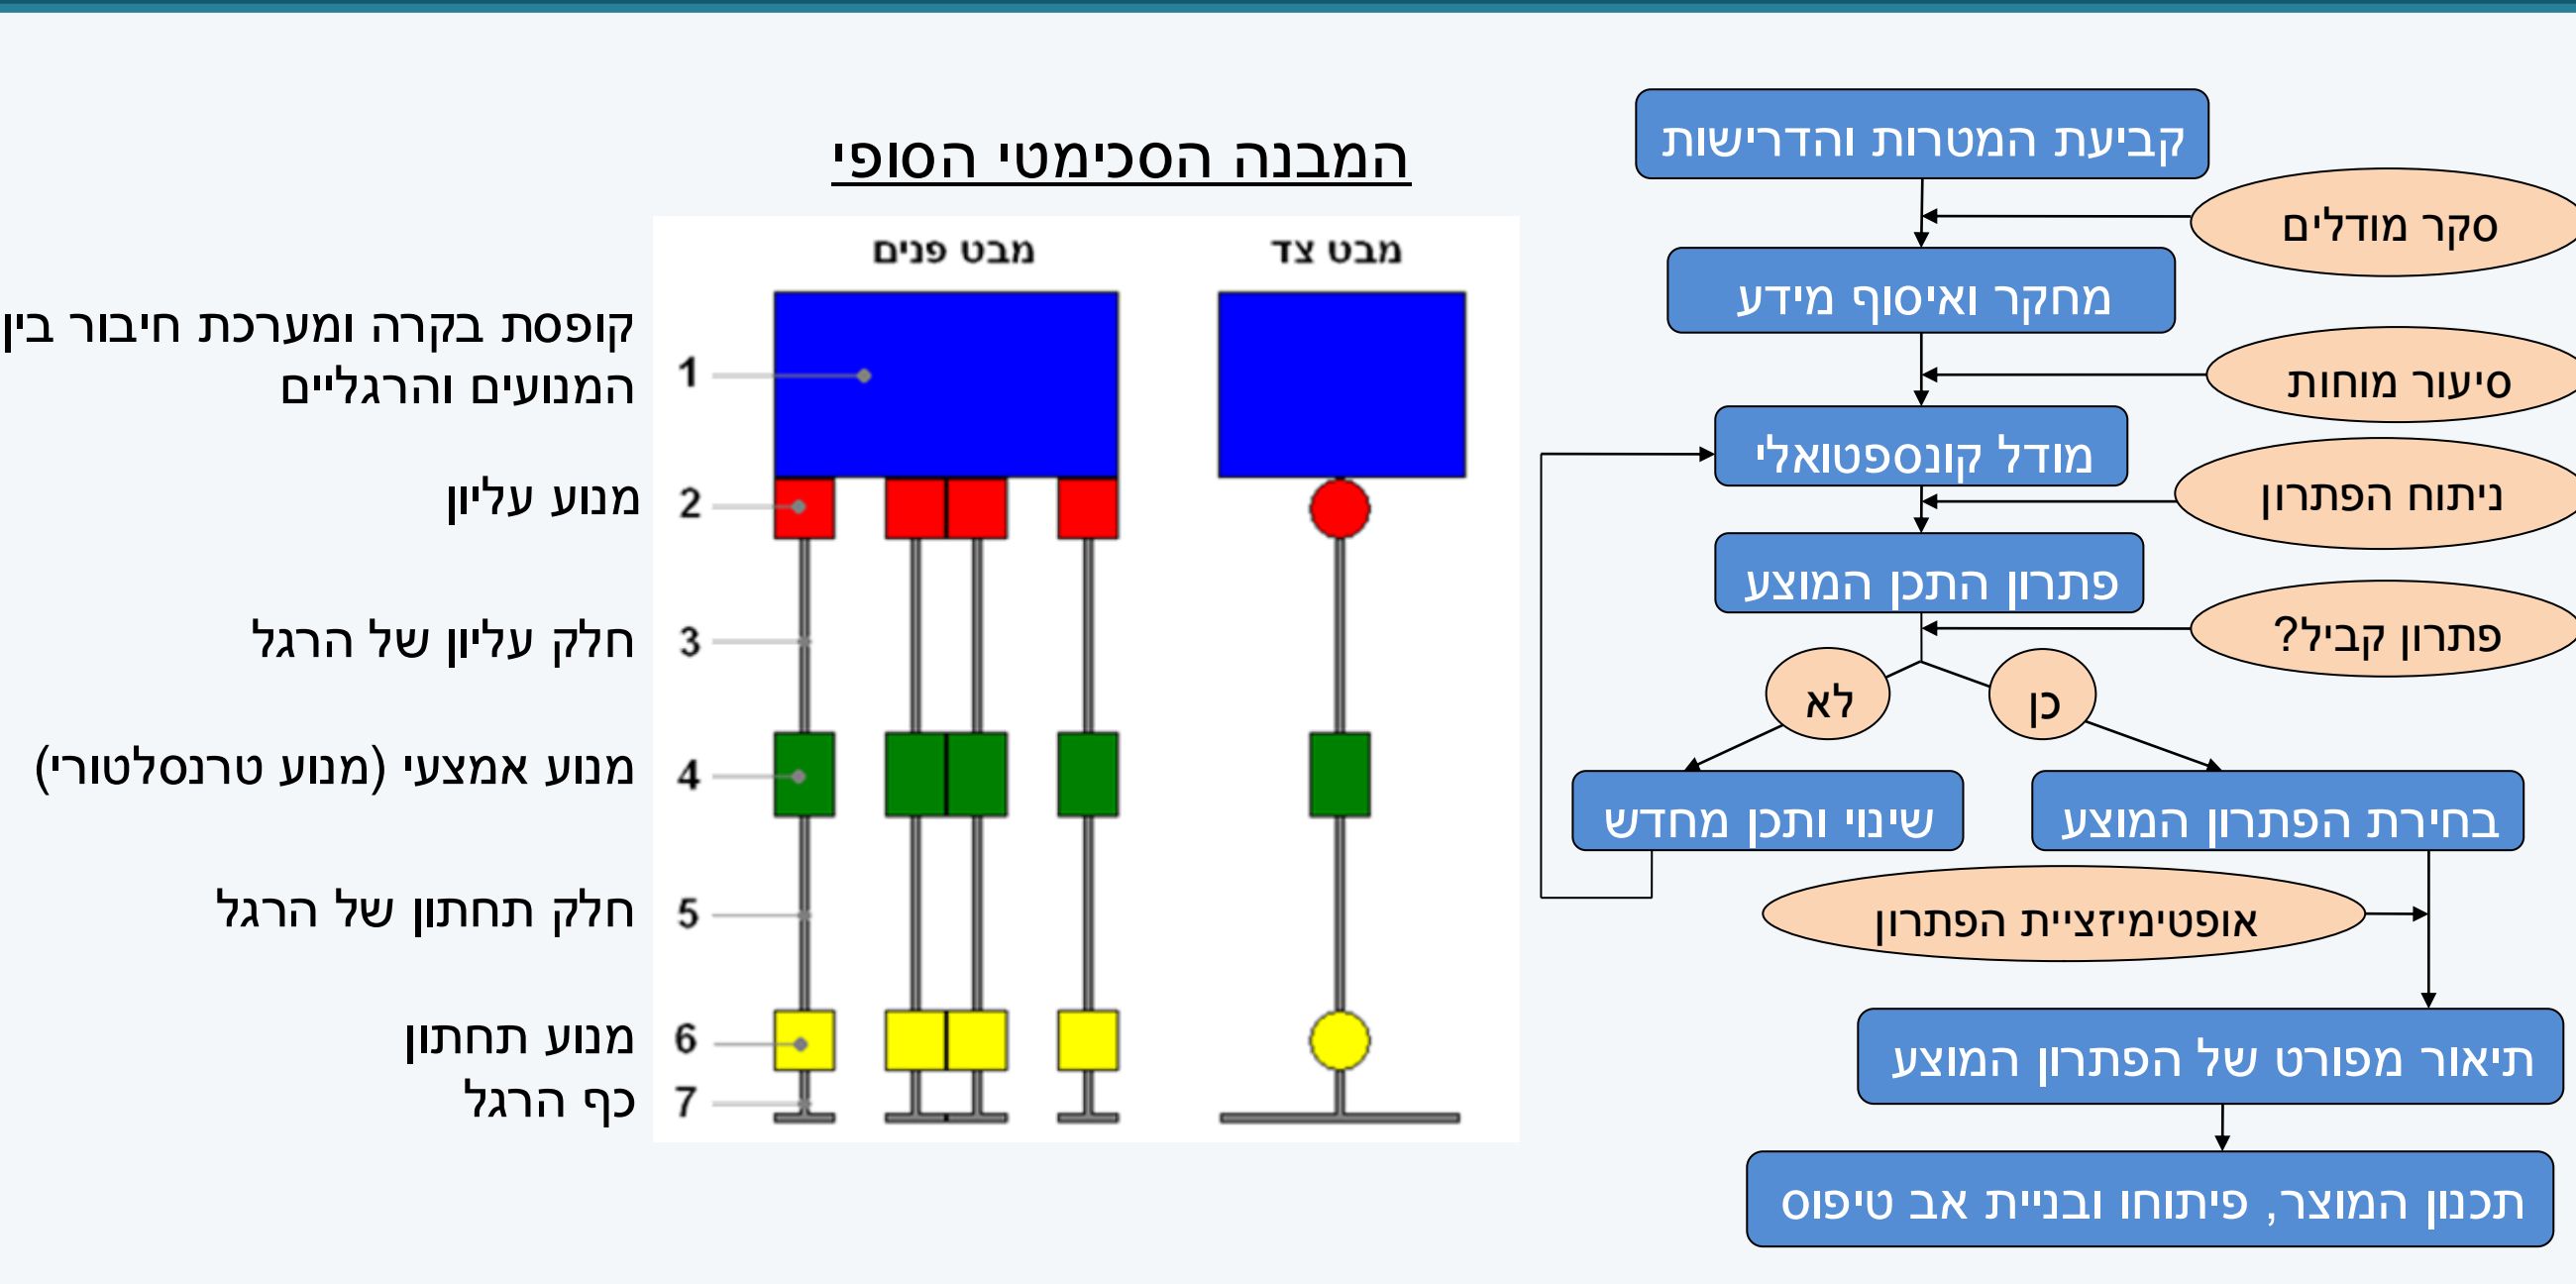 המבנה הסכימטי הסופי
מבט פנים
מבט צד
קופסת בקרה ומערכת חיבור בין
המנועים והרגליים
1
מנוע עליון
2
חלק עליון של הרגל
3
מנוע אמצעי (מנוע טרנסלטורי)
4
חלק תחתון של הרגל
5
מנוע תחתון
6
כף הרגל
7
קביעת המטרות והדרישות
סקר מודלים
מחקר ואיסוף מידע
סיעור מוחות
מודל קונספטואלי
ניתוח הפתרון
פתרון התכן המוצע
פתרון קביל?
כן
לא
בחירת הפתרון המוצע
שינוי ותכן מחדש
אופטימיזציית הפתרון
תיאור מפורט של הפתרון המוצע
תכנון המוצר, פיתוחו ובניית אב טיפוס